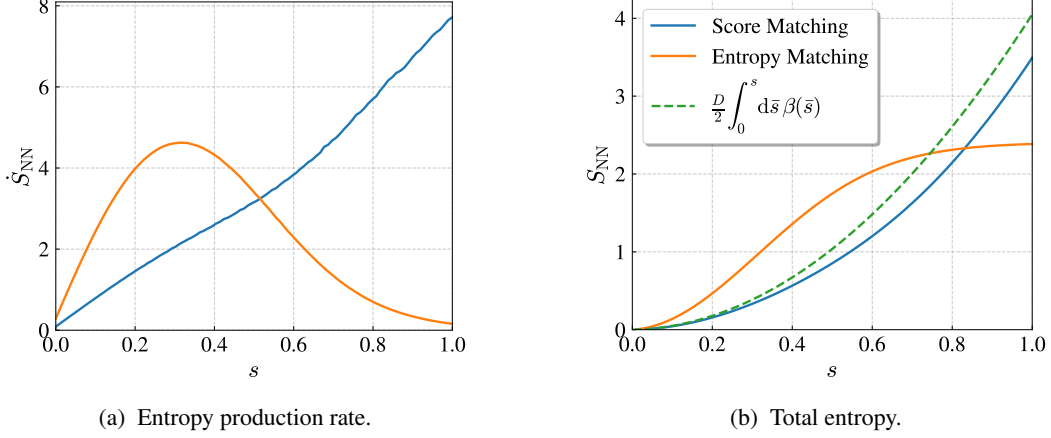 8
6
4
2
0
Ṡ_NN
0.0 0.2 0.4 0.6 0.8 1.0
s
(a) Entropy production rate.
4
3
2
1
0
S_NN
Score Matching
Entropy Matching
D/2 ∫_0^s ds̄ β(s̄)
0.0 0.2 0.4 0.6 0.8 1.0
s
(b) Total entropy.